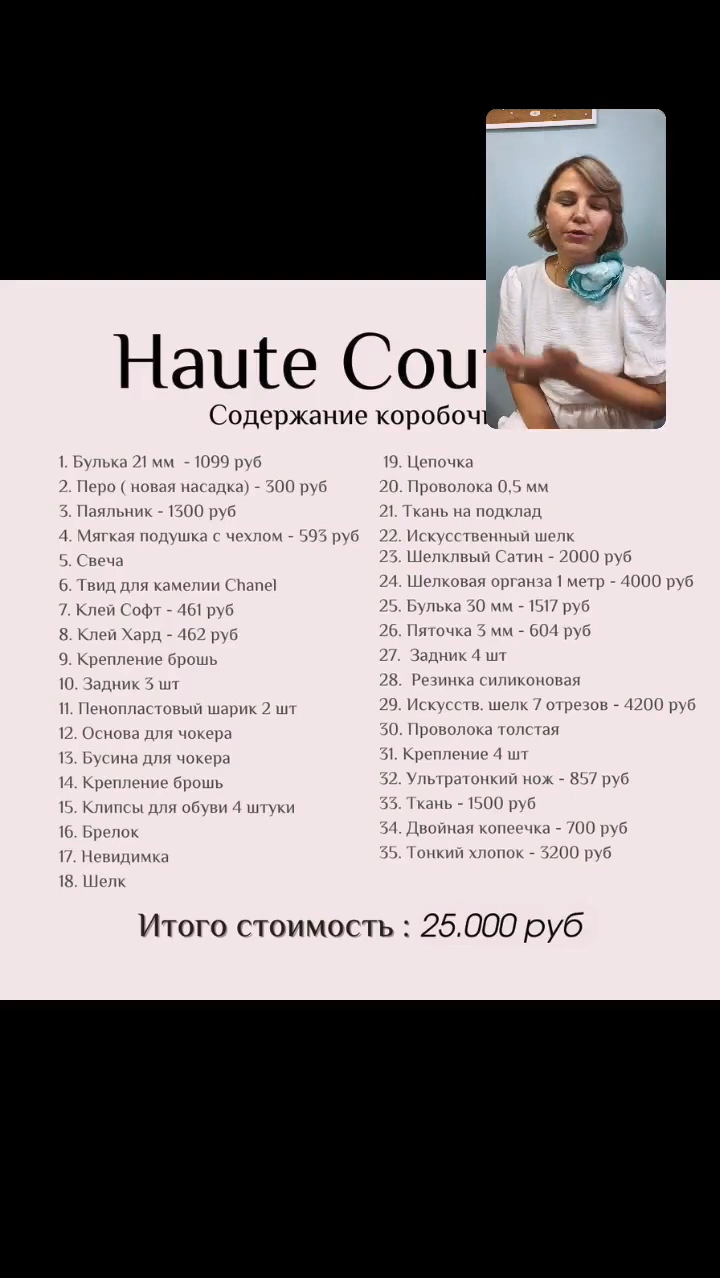 Haute Cou
Содержание коробоч
1. Булька 21 мм - 1099 руб
2. Перо ( новая насадка) - 300 руб
3. Паяльник - 1300 руб
4. Мягкая подушка с чехлом - 593 руб
5. Свеча
6. Твид для камелии Chanel
7. Клей Софт - 461 руб
8. Клей Хард - 462 руб
9. Крепление брошь
10. Задник 3 шт
11. Пенопластовый шарик 2 шт
12. Основа для чокера
13. Бусина для чокера
14. Крепление брошь
15. Клипсы для обуви 4 штуки
16. Брелок
17. Невидимка
18. Шелк
19. Цепочка
20. Проволока 0,5 мм
21. Ткань на подклад
22. Искусственный шелк
23. Шелклвый Сатин - 2000 руб
24. Шелковая органза 1 метр - 4000 руб
25. Булька 30 мм - 1517 руб
26. Пяточка 3 мм - 604 руб
27. Задник 4 шт
28. Резинка силиконовая
29. Искусств. шелк 7 отрезов - 4200 руб
30. Проволока толстая
31. Крепление 4 шт
32. Ультратонкий нож - 857 руб
33. Ткань - 1500 руб
34. Двойная копеечка - 700 руб
35. Тонкий хлопок - 3200 руб
Итого стоимость : 25.000 руб